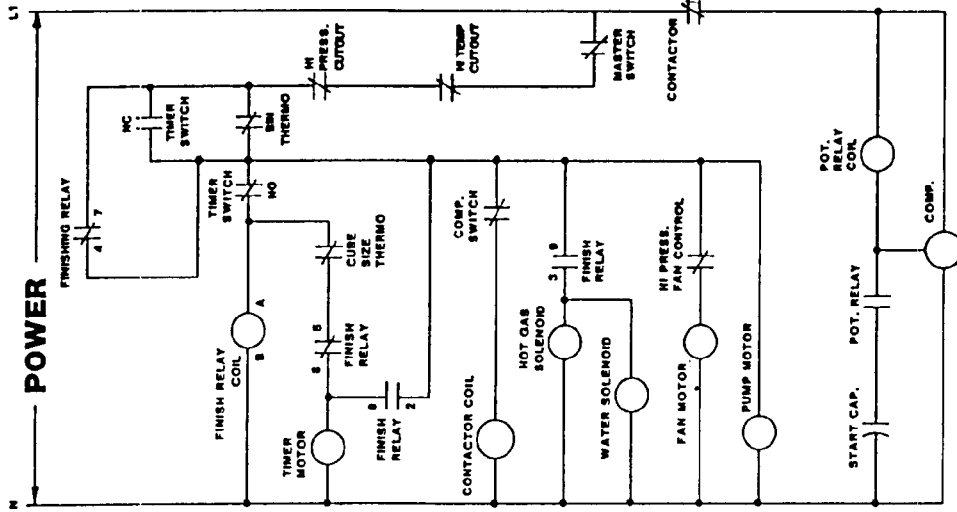 L1
N
POWER
FINISHING RELAY
4 7
NC
TIMER
SWITCH
BIN
THERMO
HI
PRESS.
CUTOUT
HI TEMP
CUTOUT
MASTER
SWITCH
CONTACTOR
TIMER
SWITCH
NO
FINISH RELAY
COIL
B A
CUBE
SIZE
THERMO
8 5
FINISH
RELAY
TIMER
MOTOR
FINISH
RELAY
2
COMP.
SWITCH
CONTACTOR COIL
3 9
FINISH
RELAY
HOT GAS
SOLENOID
WATER SOLENOID
HI PRESS.
FAN CONTROL
FAN MOTOR
PUMP MOTOR
POT.
RELAY
COIL
COMP.
POT. RELAY
START CAP.